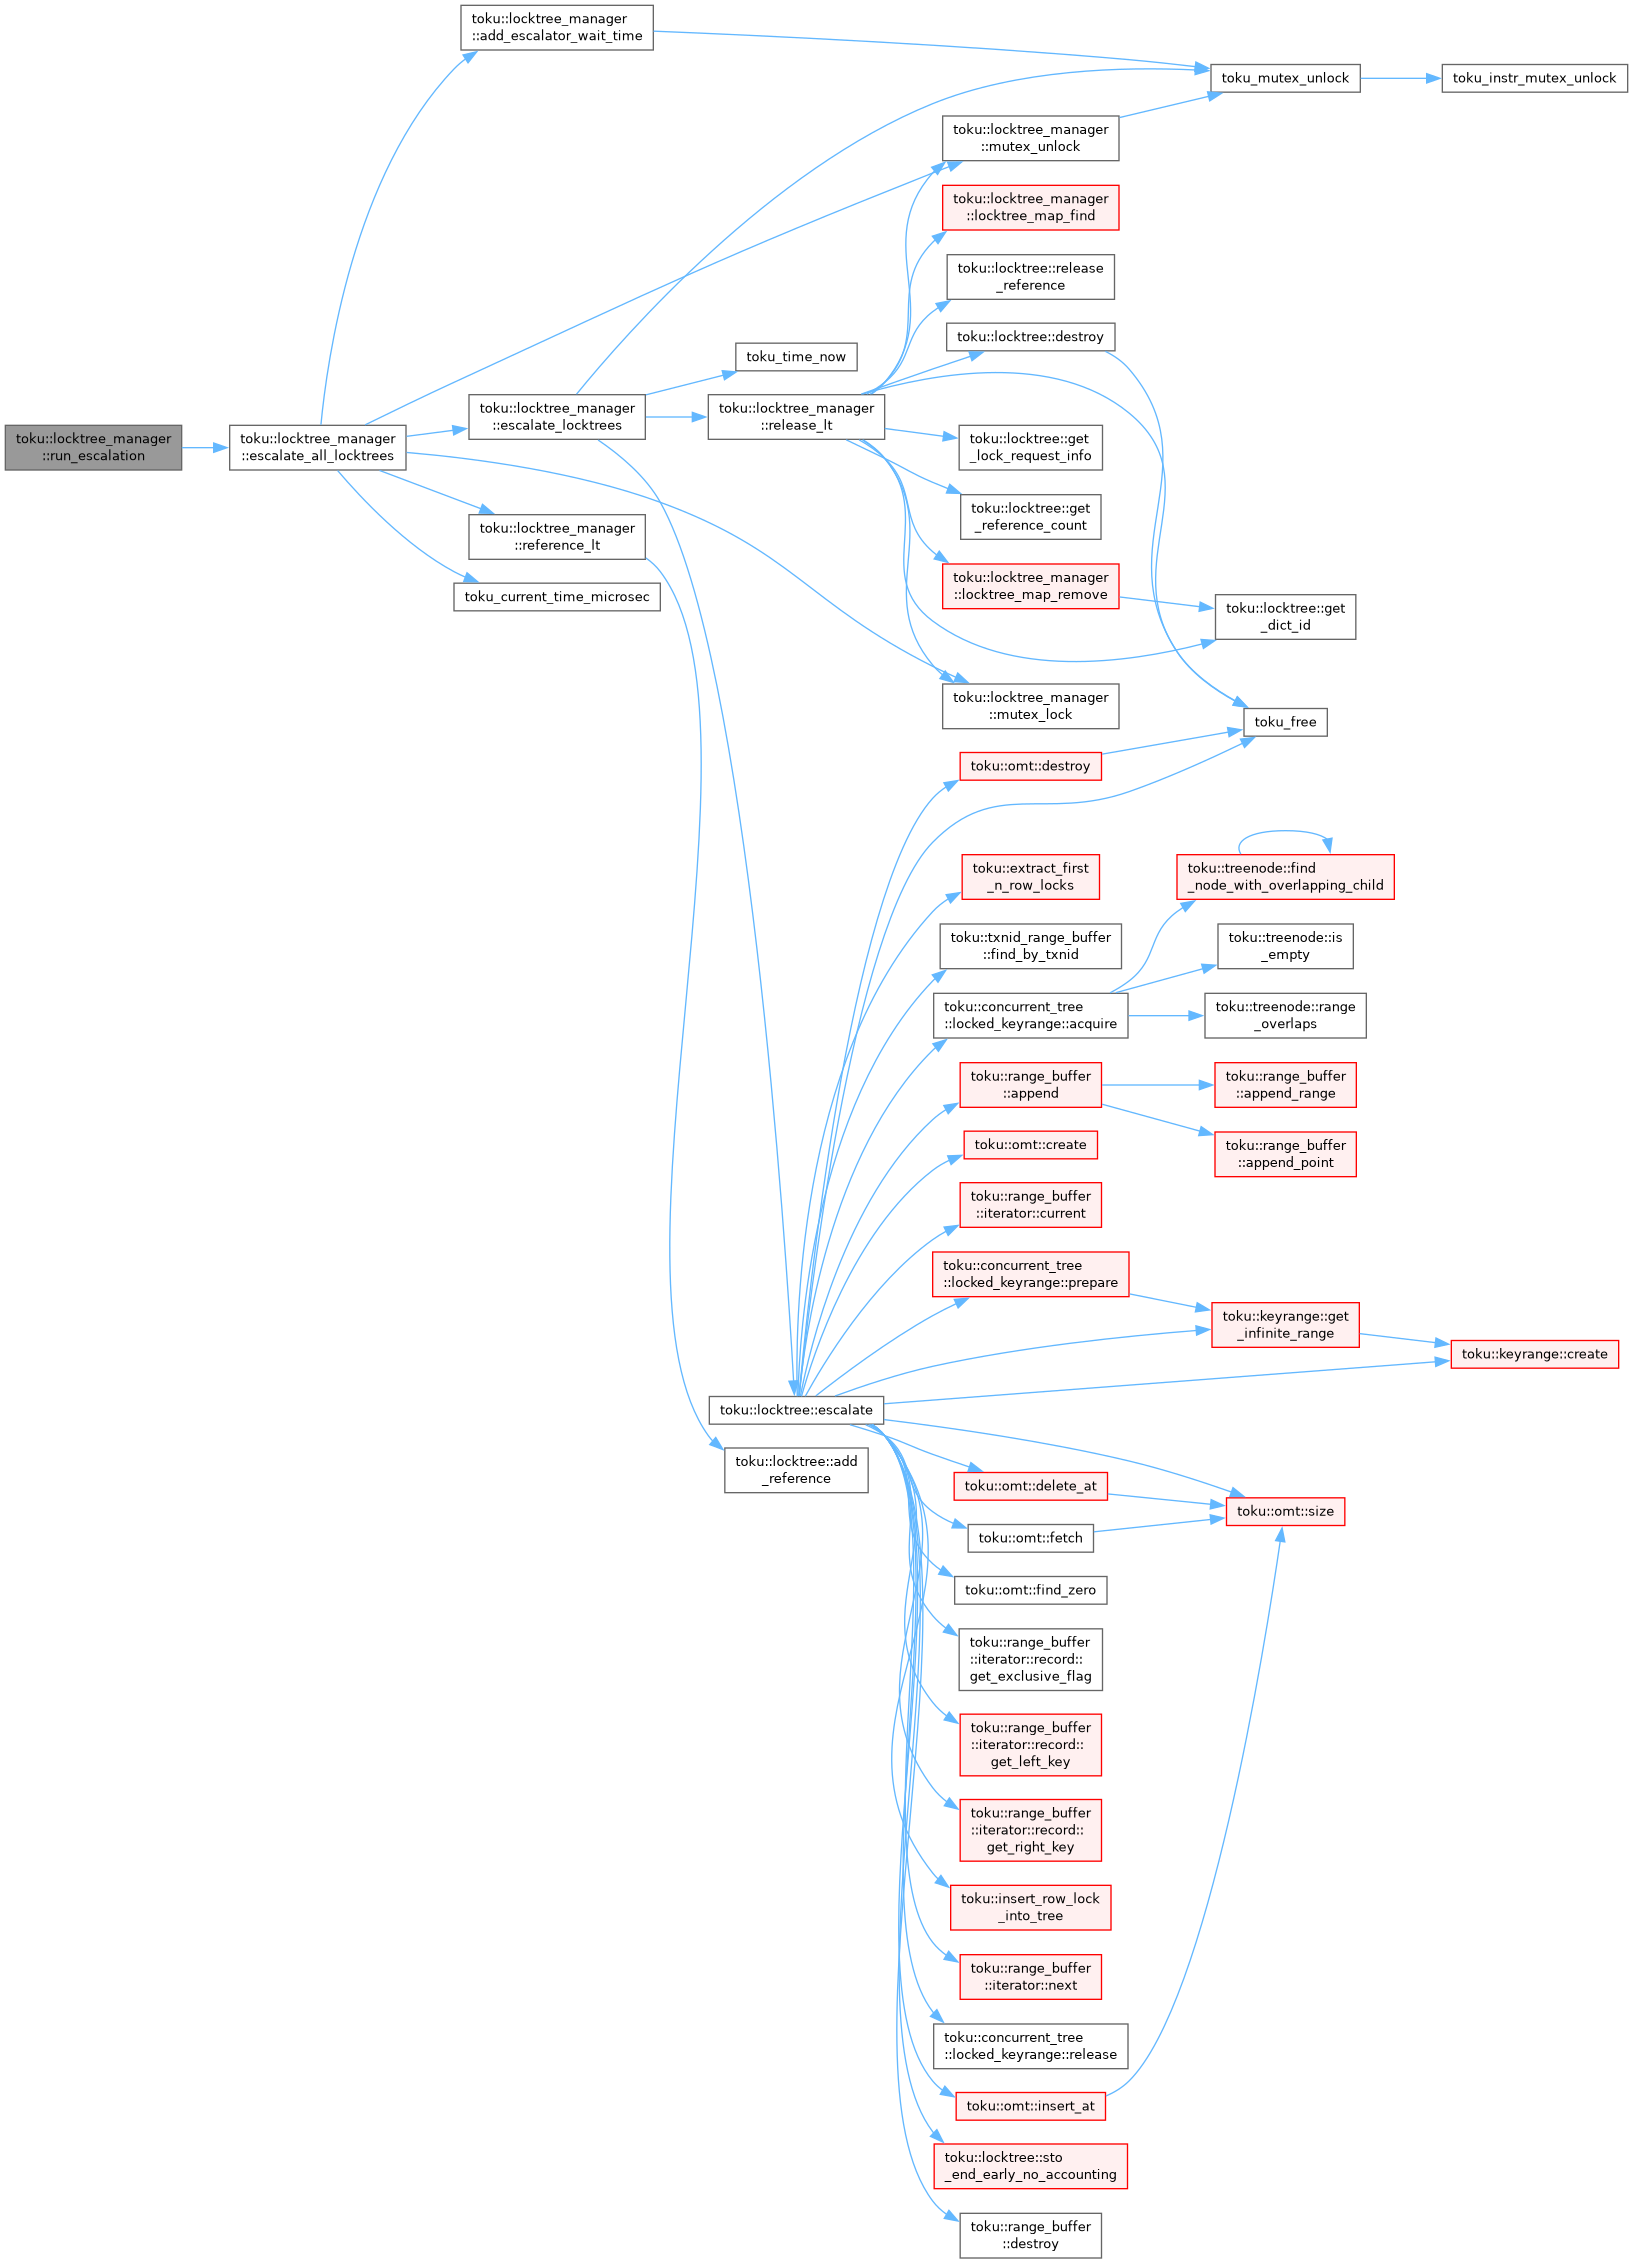 toku::locktree_manager
::add_escalator_wait_time
toku_mutex_unlock
toku_instr_mutex_unlock
toku::locktree_manager
::mutex_unlock
toku::locktree_manager
::locktree_map_find
toku::locktree::release
_reference
toku::locktree::destroy
toku_time_now
toku::locktree_manager
::run_escalation
toku::locktree_manager
::escalate_all_locktrees
toku::locktree_manager
::escalate_locktrees
toku::locktree_manager
::release_lt
toku::locktree::get
_lock_request_info
toku::locktree::get
_reference_count
toku::locktree_manager
::reference_lt
toku_current_time_microsec
toku::locktree_manager
::locktree_map_remove
toku::locktree::get
_dict_id
toku::locktree_manager
::mutex_lock
toku_free
toku::omt::destroy
toku::extract_first
_n_row_locks
toku::treenode::find
_node_with_overlapping_child
toku::txnid_range_buffer
::find_by_txnid
toku::treenode::is
_empty
toku::concurrent_tree
::locked_keyrange::acquire
toku::treenode::range
_overlaps
toku::range_buffer
::append
toku::range_buffer
::append_range
toku::omt::create
toku::range_buffer
::append_point
toku::range_buffer
::iterator::current
toku::concurrent_tree
::locked_keyrange::prepare
toku::keyrange::get
_infinite_range
toku::keyrange::create
toku::locktree::escalate
toku::locktree::add
_reference
toku::omt::delete_at
toku::omt::size
toku::omt::fetch
toku::omt::find_zero
toku::range_buffer
::iterator::record::
get_exclusive_flag
toku::range_buffer
::iterator::record::
get_left_key
toku::range_buffer
::iterator::record::
get_right_key
toku::insert_row_lock
_into_tree
toku::range_buffer
::iterator::next
toku::concurrent_tree
::locked_keyrange::release
toku::omt::insert_at
toku::locktree::sto
_end_early_no_accounting
toku::range_buffer
::destroy